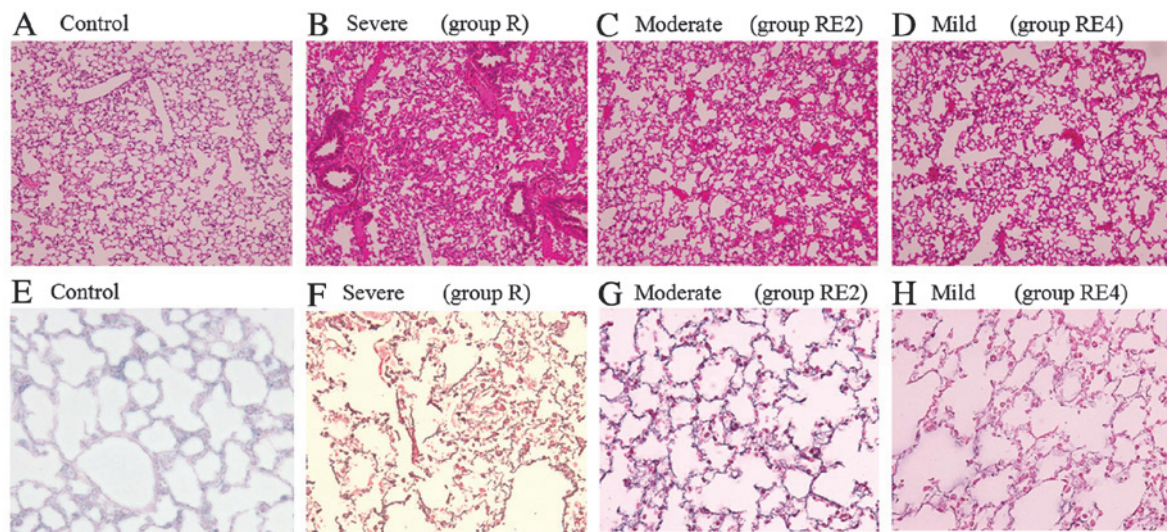 A Control B Severe (group R) C Moderate (group RE2) D Mild (group RE4)
E Control F Severe (group R) G Moderate (group RE2) H Mild (group RE4)